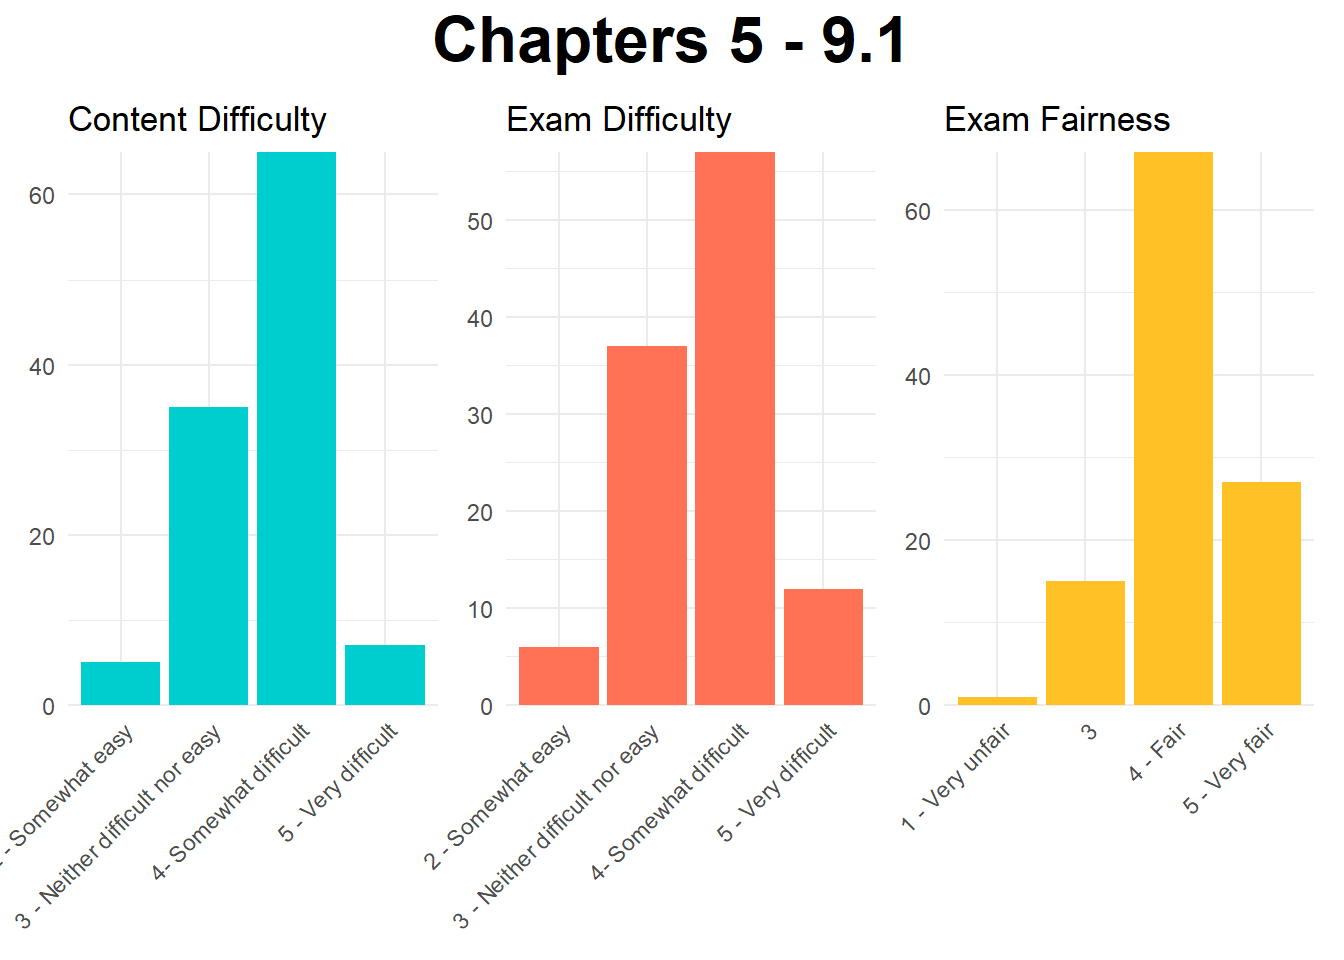 Chapters 5 - 9.1
Content Difficulty
60
40
20
0
- Somewhat easy
3 - Neither difficult nor easy
4- Somewhat difficult
5 - Very difficult
Exam Difficulty
50
40
30
20
10
0
2 - Somewhat easy
3 - Neither difficult nor easy
4- Somewhat difficult
5 - Very difficult
Exam Fairness
60
40
20
0
1 - Very unfair
3
4 - Fair
5 - Very fair